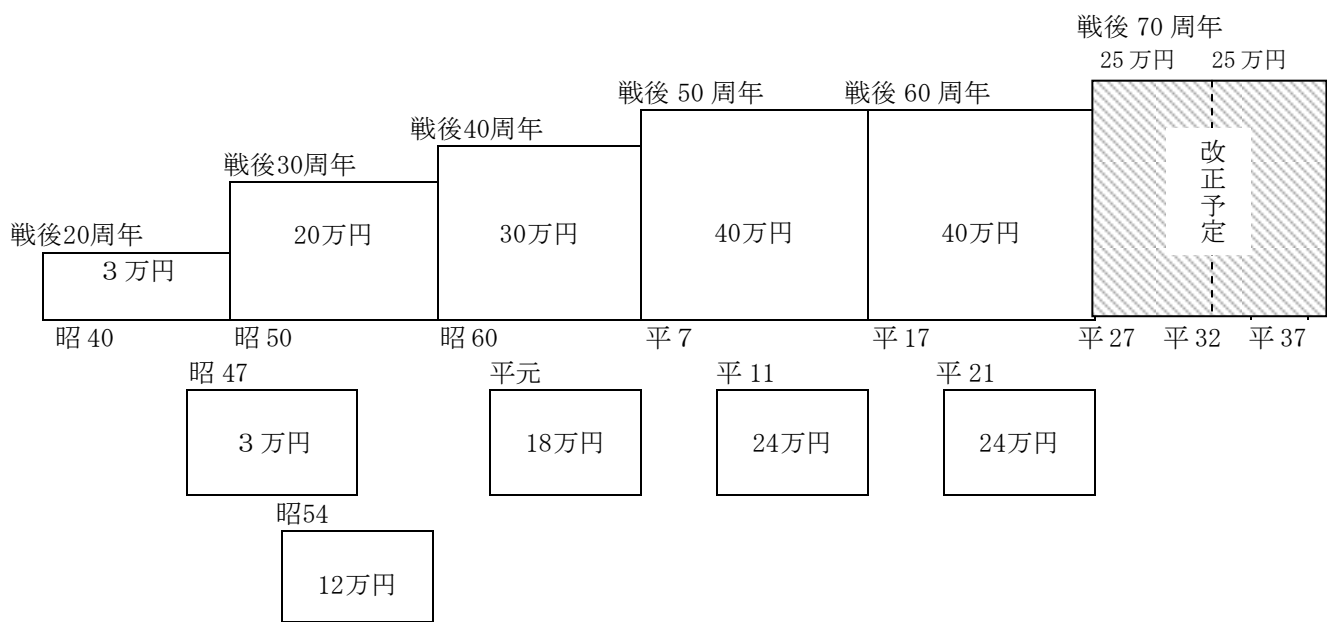 戦後 70 周年
25 万円 25 万円
戦後 50 周年 戦後 60 周年
戦後40周年
戦後30周年
戦後20周年
3 万円 20万円 30万円 40万円 40万円 改正予定
昭 40 昭 50 昭 60 平 7 平 17 平 27 平 32 平 37
昭 47 平元 平 11 平 21
3 万円 18万円 24万円 24万円
昭54
12万円